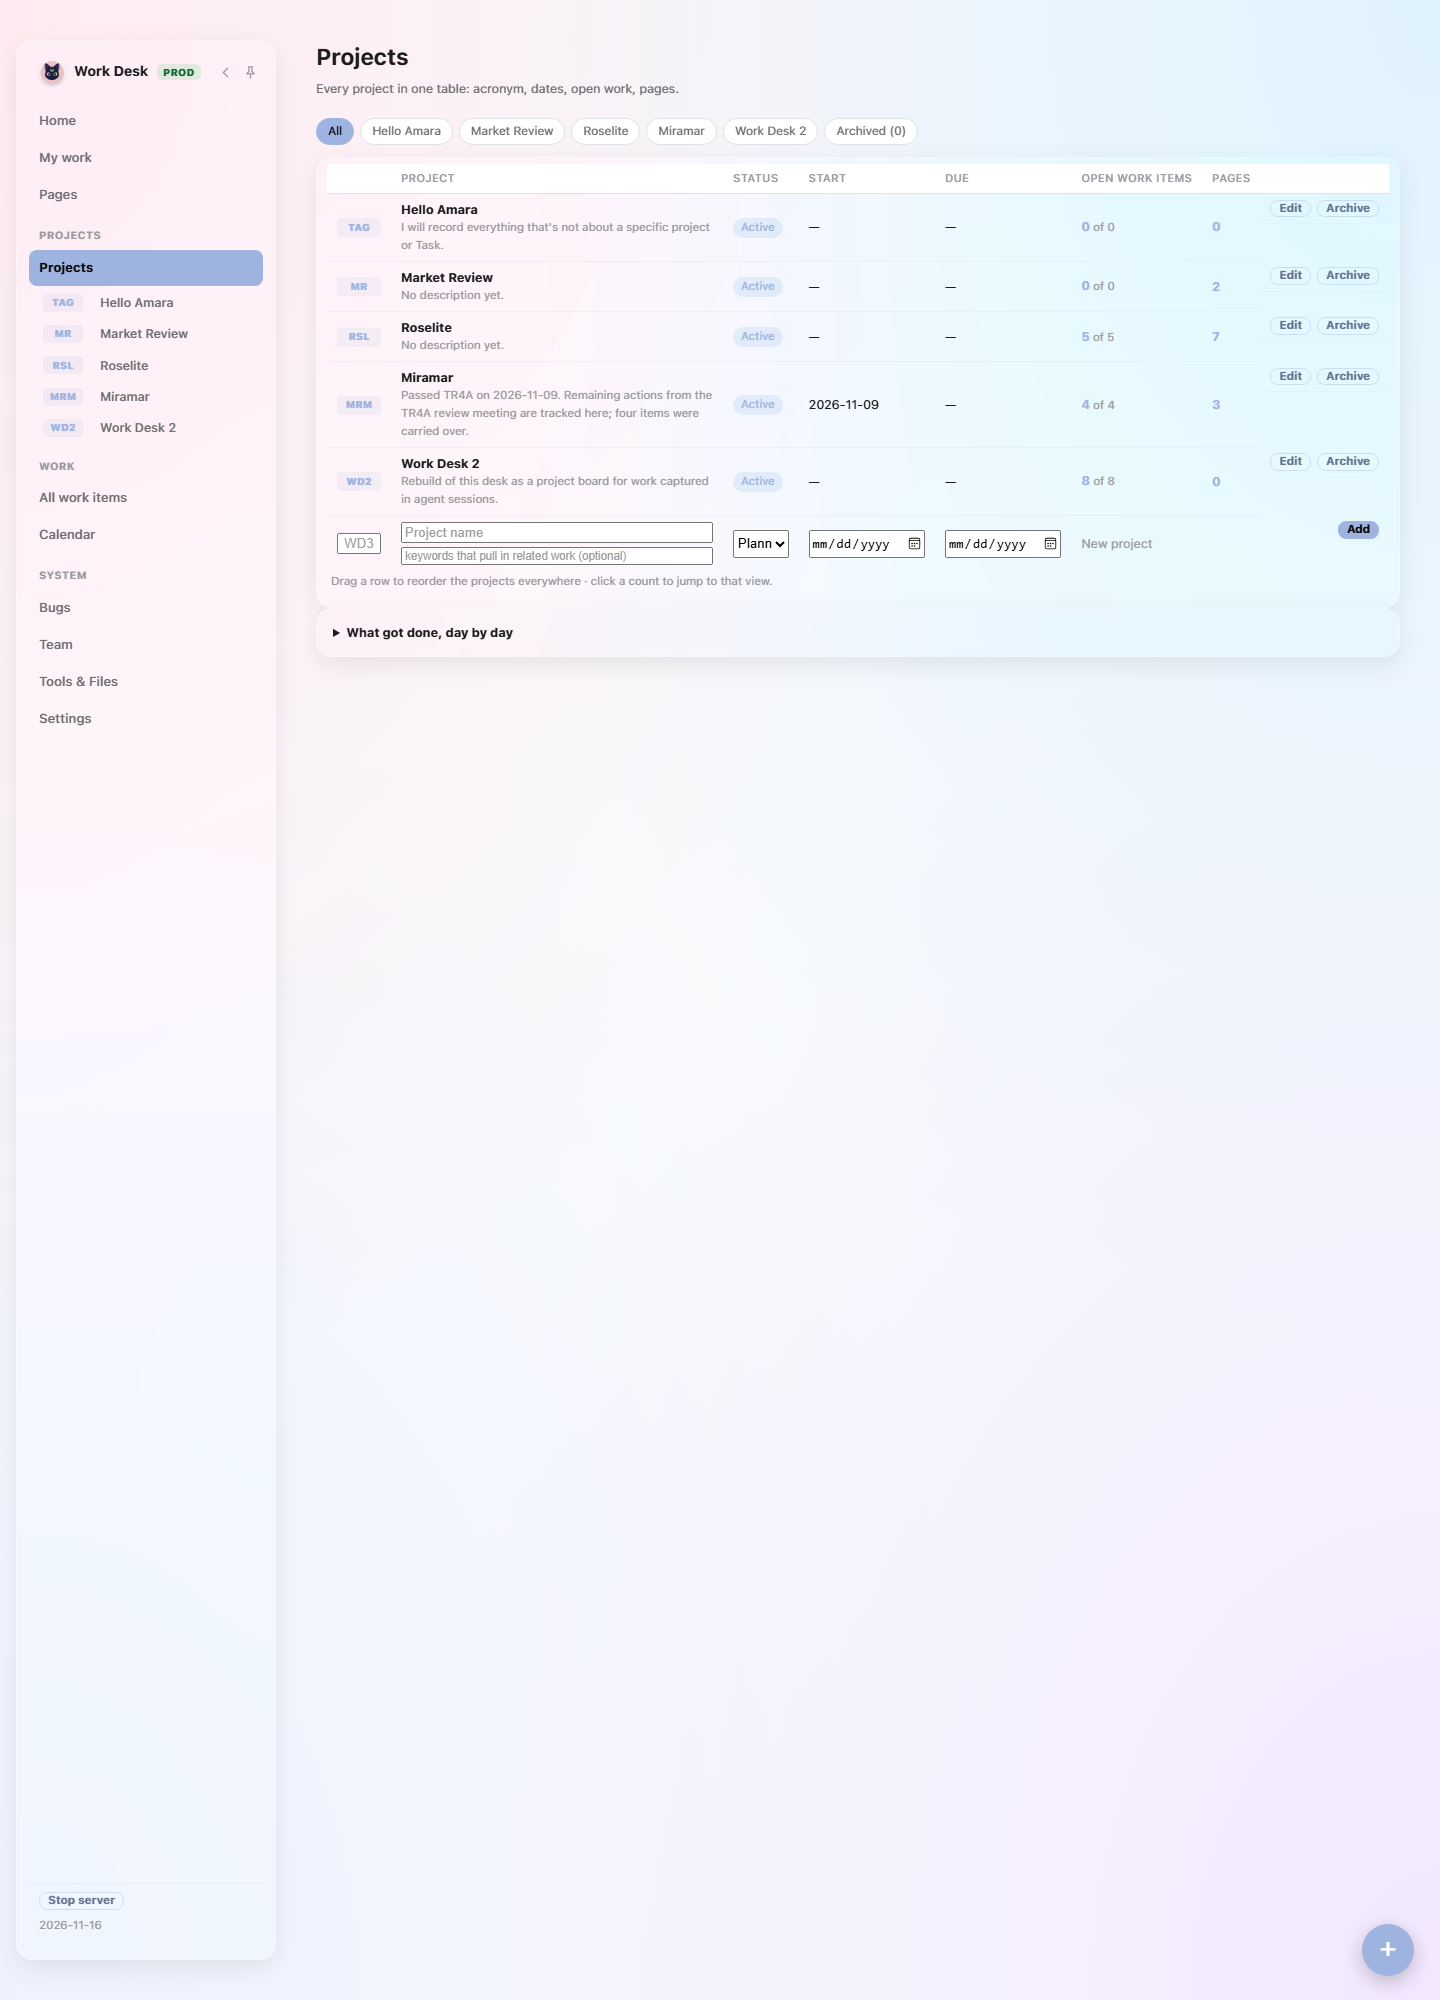 Work Desk PROD
Home
My work
Pages
PROJECTS
Projects
TAG Hello Amara
MR Market Review
RSL Roselite
MRM Miramar
WD2 Work Desk 2
WORK
All work items
Calendar
SYSTEM
Bugs
Team
Tools & Files
Settings
Stop server
2026-11-16
Projects
Every project in one table: acronym, dates, open work, pages.
All Hello Amara Market Review Roselite Miramar Work Desk 2 Archived (0)
PROJECT STATUS START DUE OPEN WORK ITEMS PAGES
Hello Amara
TAG I will record everything that's not about a specific project Active — — 0 of 0 0 Edit Archive
or Task.
Market Review
MR No description yet. Active — — 0 of 0 2 Edit Archive
Roselite
RSL No description yet. Active — — 5 of 5 7 Edit Archive
Miramar
Passed TR4A on 2026-11-09. Remaining actions from the
MRM TR4A review meeting are tracked here; four items were Active 2026-11-09 — 4 of 4 3 Edit Archive
carried over.
Work Desk 2
WD2 Rebuild of this desk as a project board for work captured Active — — 8 of 8 0 Edit Archive
in agent sessions.
WD3 Project name Plann mm/dd/yyyy mm/dd/yyyy New project Add
keywords that pull in related work (optional)
Drag a row to reorder the projects everywhere · click a count to jump to that view.
▶ What got done, day by day
+